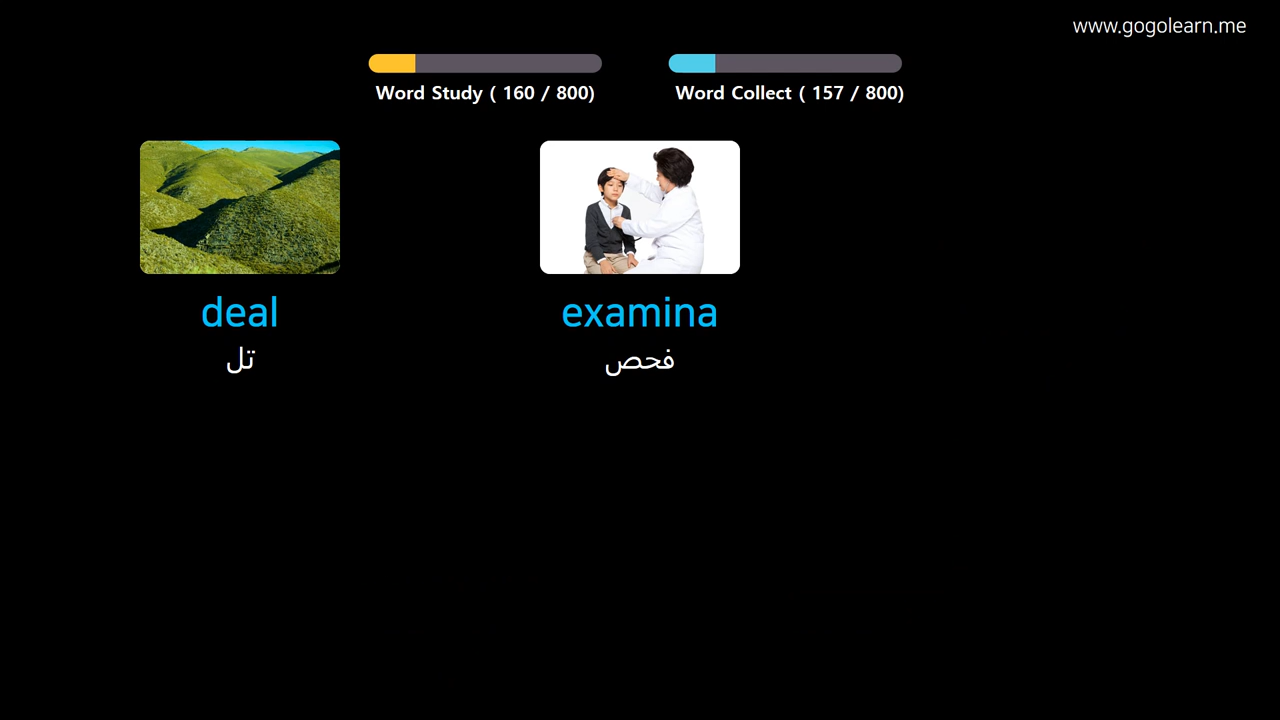 www.gogolearn.me
Word Study ( 160 / 800)
Word Collect ( 157 / 800)
deal
تل
examina
فحص